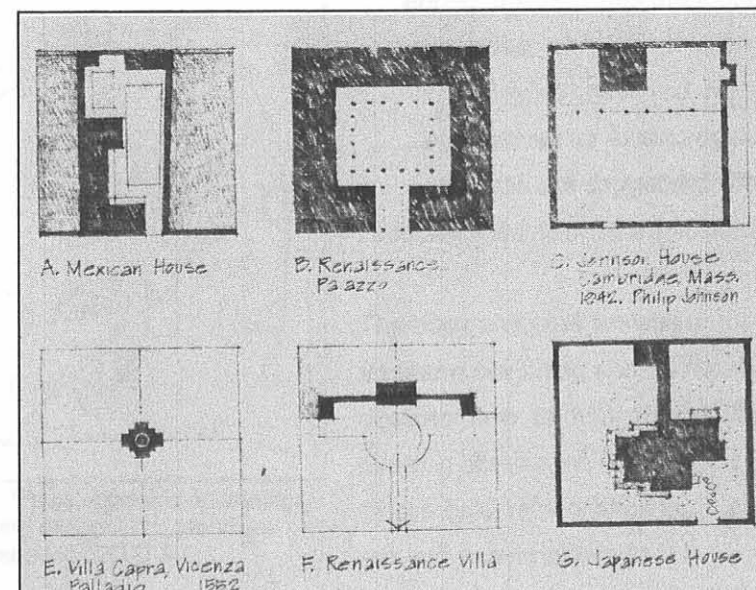 A. Mexican House
B. Renaissance
Palazzo
C. Johnson House
Cambridge, Mass.
1942. Philip Johnson
E. Villa Capra, Vicenza
Palladio 1552
F. Renaissance Villa
G. Japanese House